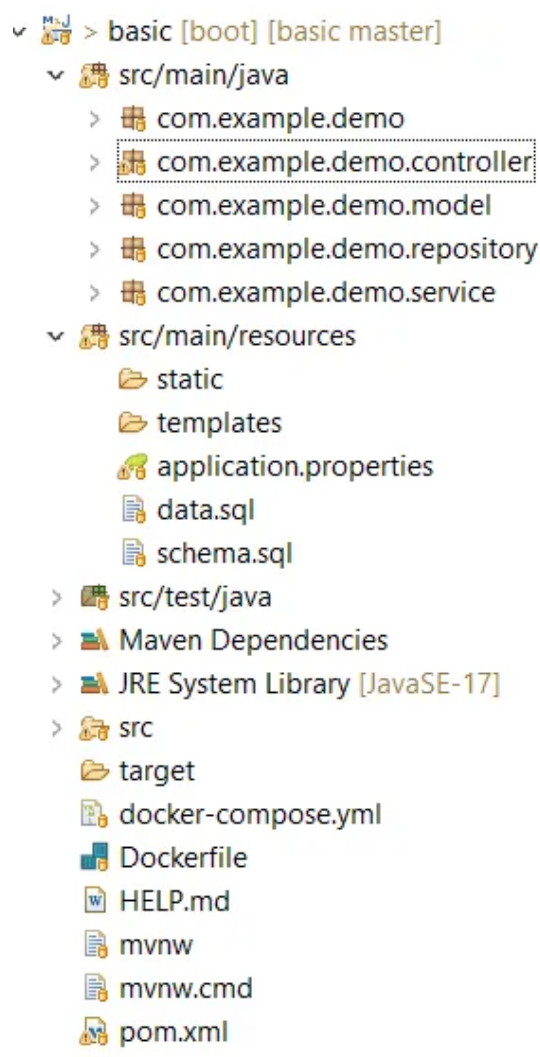 > basic [boot] [basic master]
src/main/java
com.example.demo
com.example.demo.controller
com.example.demo.model
com.example.demo.repository
com.example.demo.service
src/main/resources
static
templates
application.properties
data.sql
schema.sql
src/test/java
Maven Dependencies
JRE System Library [JavaSE-17]
src
target
docker-compose.yml
Dockerfile
HELP.md
mvnw
mvnw.cmd
pom.xml